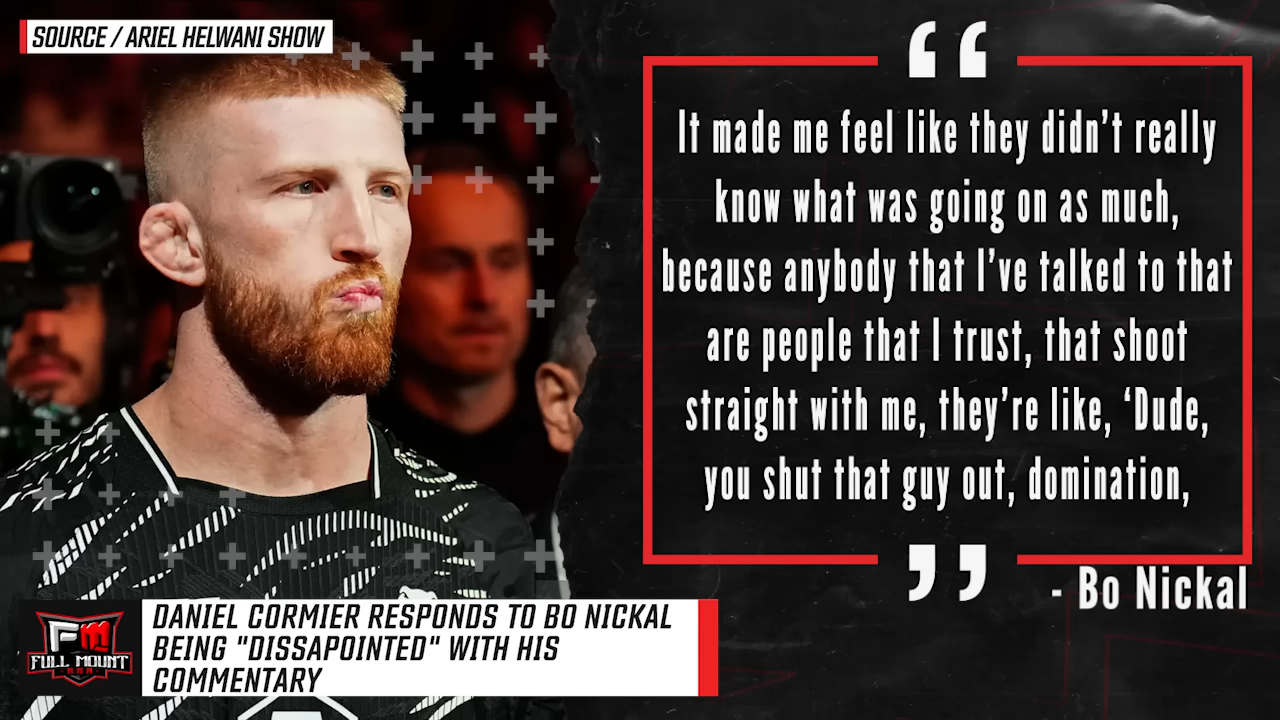 SOURCE / ARIEL HELWANI SHOW
“
It made me feel like they didn’t really
know what was going on as much,
because anybody that I’ve talked to that
are people that I trust, that shoot
straight with me, they’re like, ‘Dude,
you shut that guy out, domination,
”
- Bo Nickal
FM
FULL MOUNT
DANIEL CORMIER RESPONDS TO BO NICKAL
BEING "DISSAPOINTED" WITH HIS
COMMENTARY